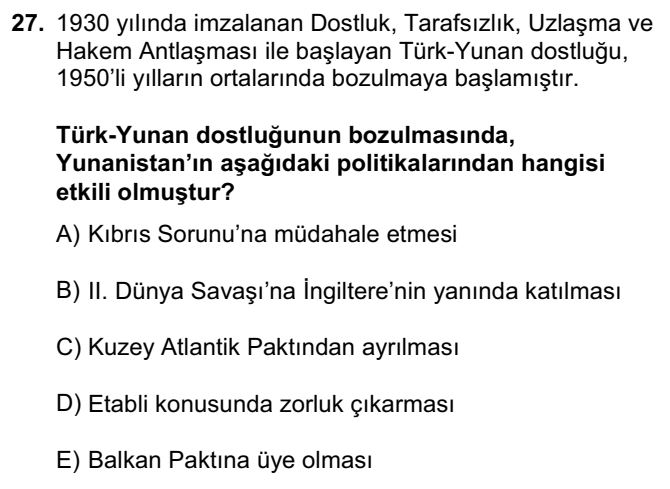 27. 1930 yılında imzalanan Dostluk, Tarafsızlık, Uzlaşma ve
Hakem Antlaşması ile başlayan Türk-Yunan dostluğu,
1950’li yılların ortalarında bozulmaya başlamıştır.
Türk-Yunan dostluğunun bozulmasında,
Yunanistan’ın aşağıdaki politikalarından hangisi
etkili olmuştur?
A) Kıbrıs Sorunu’na müdahale etmesi
B) II. Dünya Savaşı’na İngiltere’nin yanında katılması
C) Kuzey Atlantik Paktından ayrılması
D) Etabli konusunda zorluk çıkarması
E) Balkan Paktına üye olması